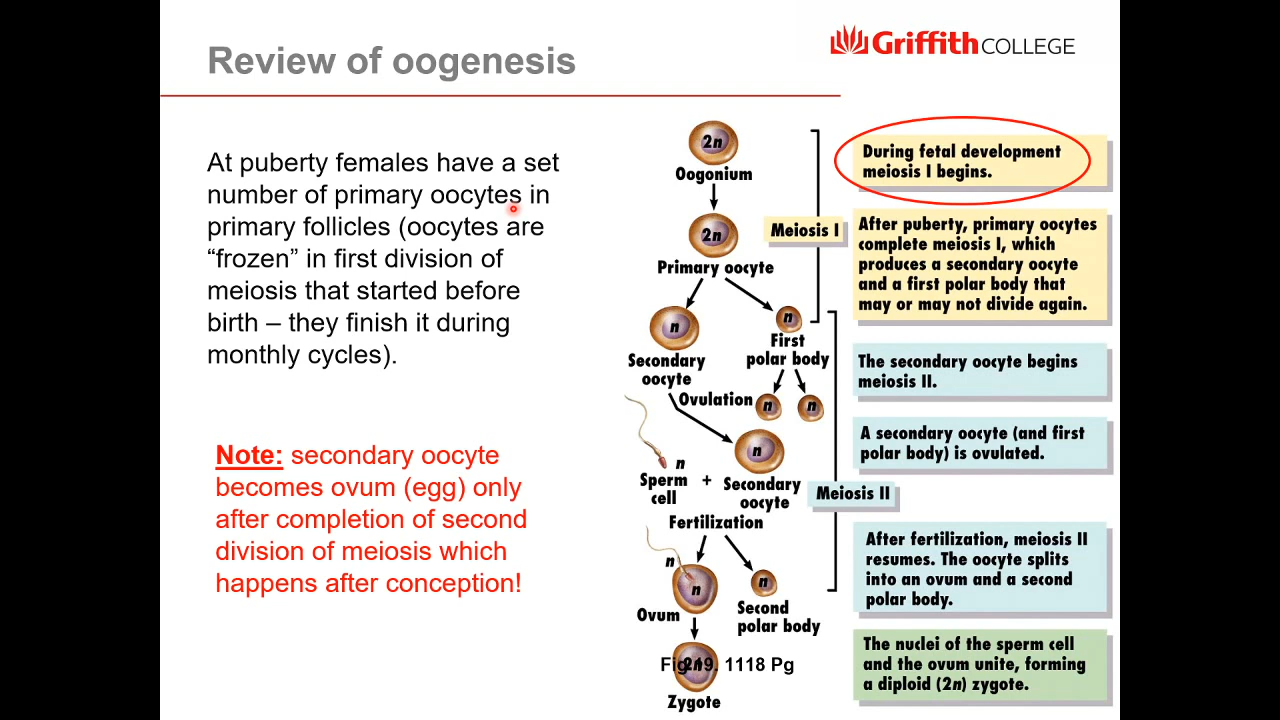 Review of oogenesis
Griffith COLLEGE
At puberty females have a set
number of primary oocytes in
primary follicles (oocytes are
“frozen” in first division of
meiosis that started before
birth – they finish it during
monthly cycles).
Note: secondary oocyte
becomes ovum (egg) only
after completion of second
division of meiosis which
happens after conception!
2n
Oogonium
2n
Primary oocyte
Meiosis I
n
Secondary
oocyte
n
First
polar body
Ovulation
n
n
n
Sperm
cell
+
n
Secondary
oocyte
Meiosis II
Fertilization
n
n
Ovum
n
Second
polar body
2n
Fig 19. 1118 Pg
Zygote
During fetal development
meiosis I begins.
After puberty, primary oocytes
complete meiosis I, which
produces a secondary oocyte
and a first polar body that
may or may not divide again.
The secondary oocyte begins
meiosis II.
A secondary oocyte (and first
polar body) is ovulated.
After fertilization, meiosis II
resumes. The oocyte splits
into an ovum and a second
polar body.
The nuclei of the sperm cell
and the ovum unite, forming
a diploid (2n) zygote.